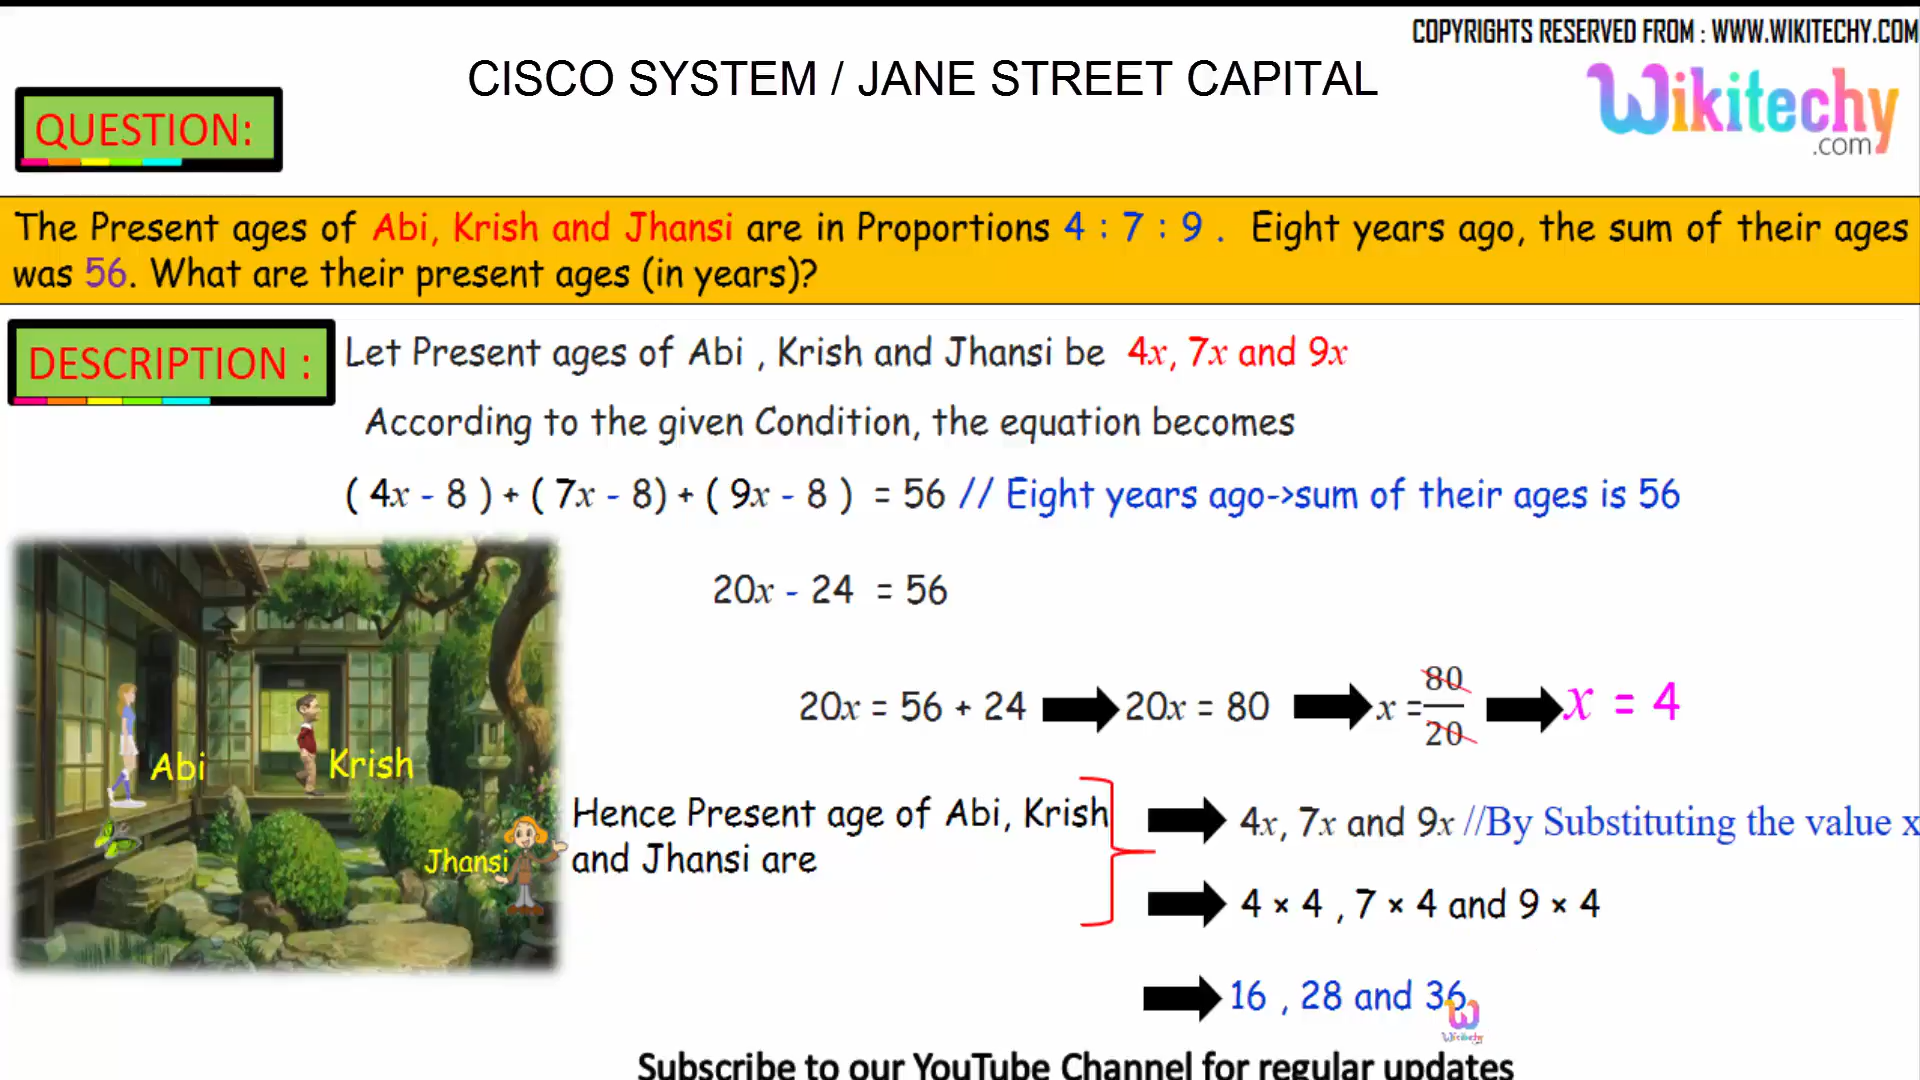 COPYRIGHTS RESERVED FROM : WWW.WIKITECHY.COM
CISCO SYSTEM / JANE STREET CAPITAL
Wikitechy
.com
QUESTION:
The Present ages of Abi, Krish and Jhansi are in Proportions 4 : 7 : 9 . Eight years ago, the sum of their ages
was 56. What are their present ages (in years)?
DESCRIPTION :
Let Present ages of Abi , Krish and Jhansi be 4x, 7x and 9x
According to the given Condition, the equation becomes
( 4x - 8 ) + ( 7x - 8) + ( 9x - 8 ) = 56 // Eight years ago->sum of their ages is 56
20x - 24 = 56
20x = 56 + 24
20x = 80
x = 80
20
x = 4
Abi
Krish
Jhansi
Hence Present age of Abi, Krish
and Jhansi are
4x, 7x and 9x //By Substituting the value x
4 × 4 , 7 × 4 and 9 × 4
16 , 28 and 36
Wikitechy
Subscribe to our YouTube Channel for regular updates